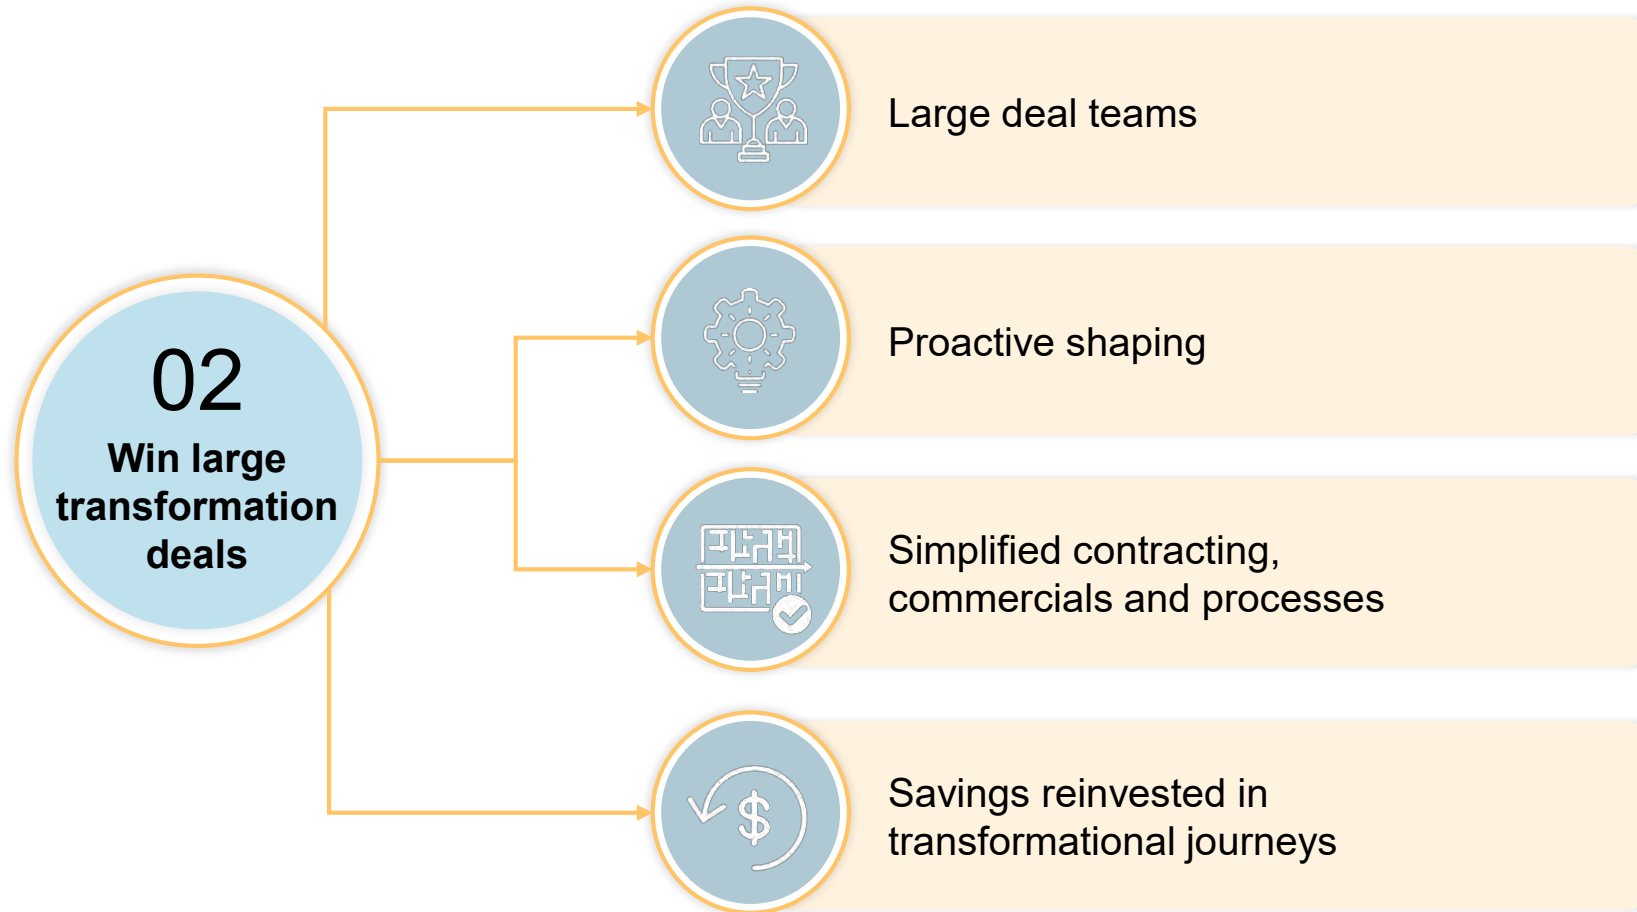 02
Win large
transformation
deals
Large deal teams
Proactive shaping
Simplified contracting,
commercials and processes
Savings reinvested in
transformational journeys